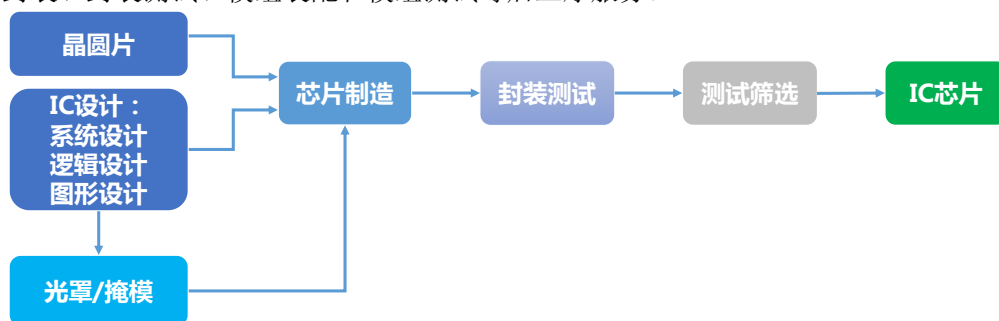 晶圆片
IC设计：
系统设计
逻辑设计
图形设计
光罩/掩模
芯片制造
封装测试
测试筛选
IC芯片